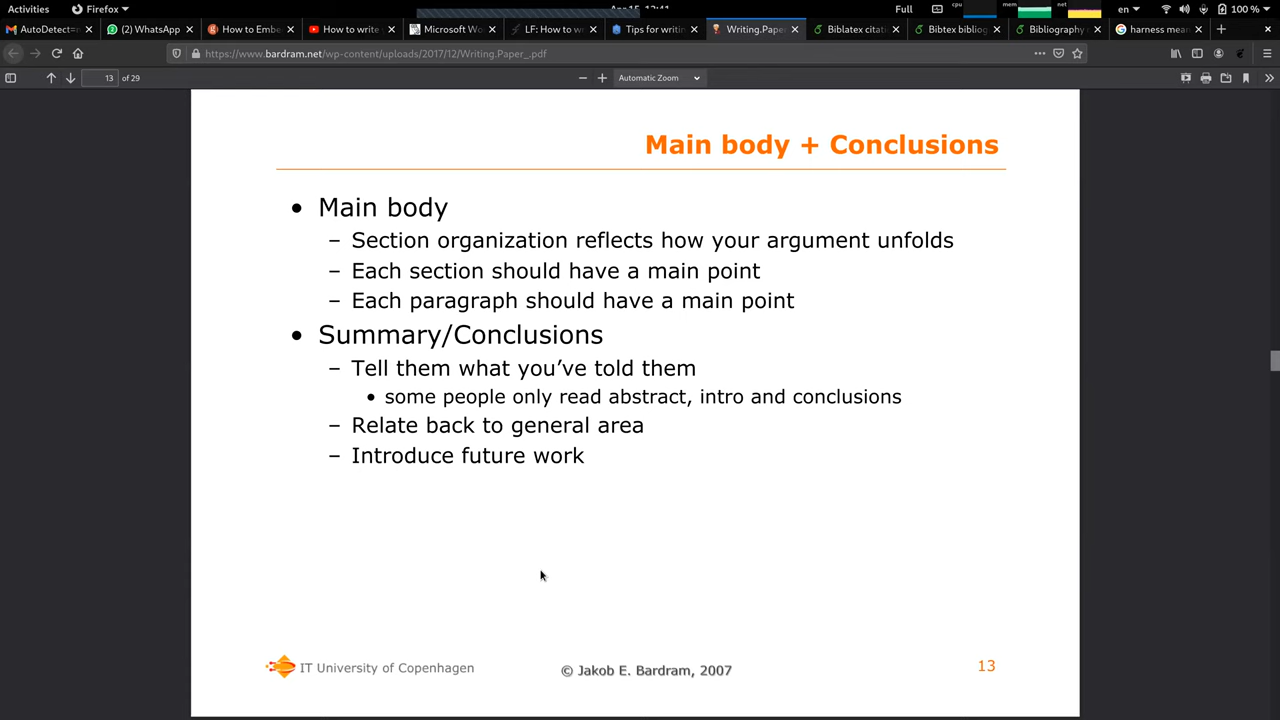 Activities
Firefox
Full
cpu
mem
net
en
100 %
AutoDetect=
(2) WhatsApp
How to Embe
How to write
Microsoft Wo
LF: How to w
Tips for writin
Writing.Paper
Biblatex citati
Bibtex bibliog
Bibliography
harness mean
https://www.bardram.net/wp-content/uploads/2017/12/Writing.Paper_.pdf
13 of 29
Automatic Zoom
Main body + Conclusions
• Main body
– Section organization reflects how your argument unfolds
– Each section should have a main point
– Each paragraph should have a main point
• Summary/Conclusions
– Tell them what you’ve told them
• some people only read abstract, intro and conclusions
– Relate back to general area
– Introduce future work
IT University of Copenhagen
© Jakob E. Bardram, 2007
13